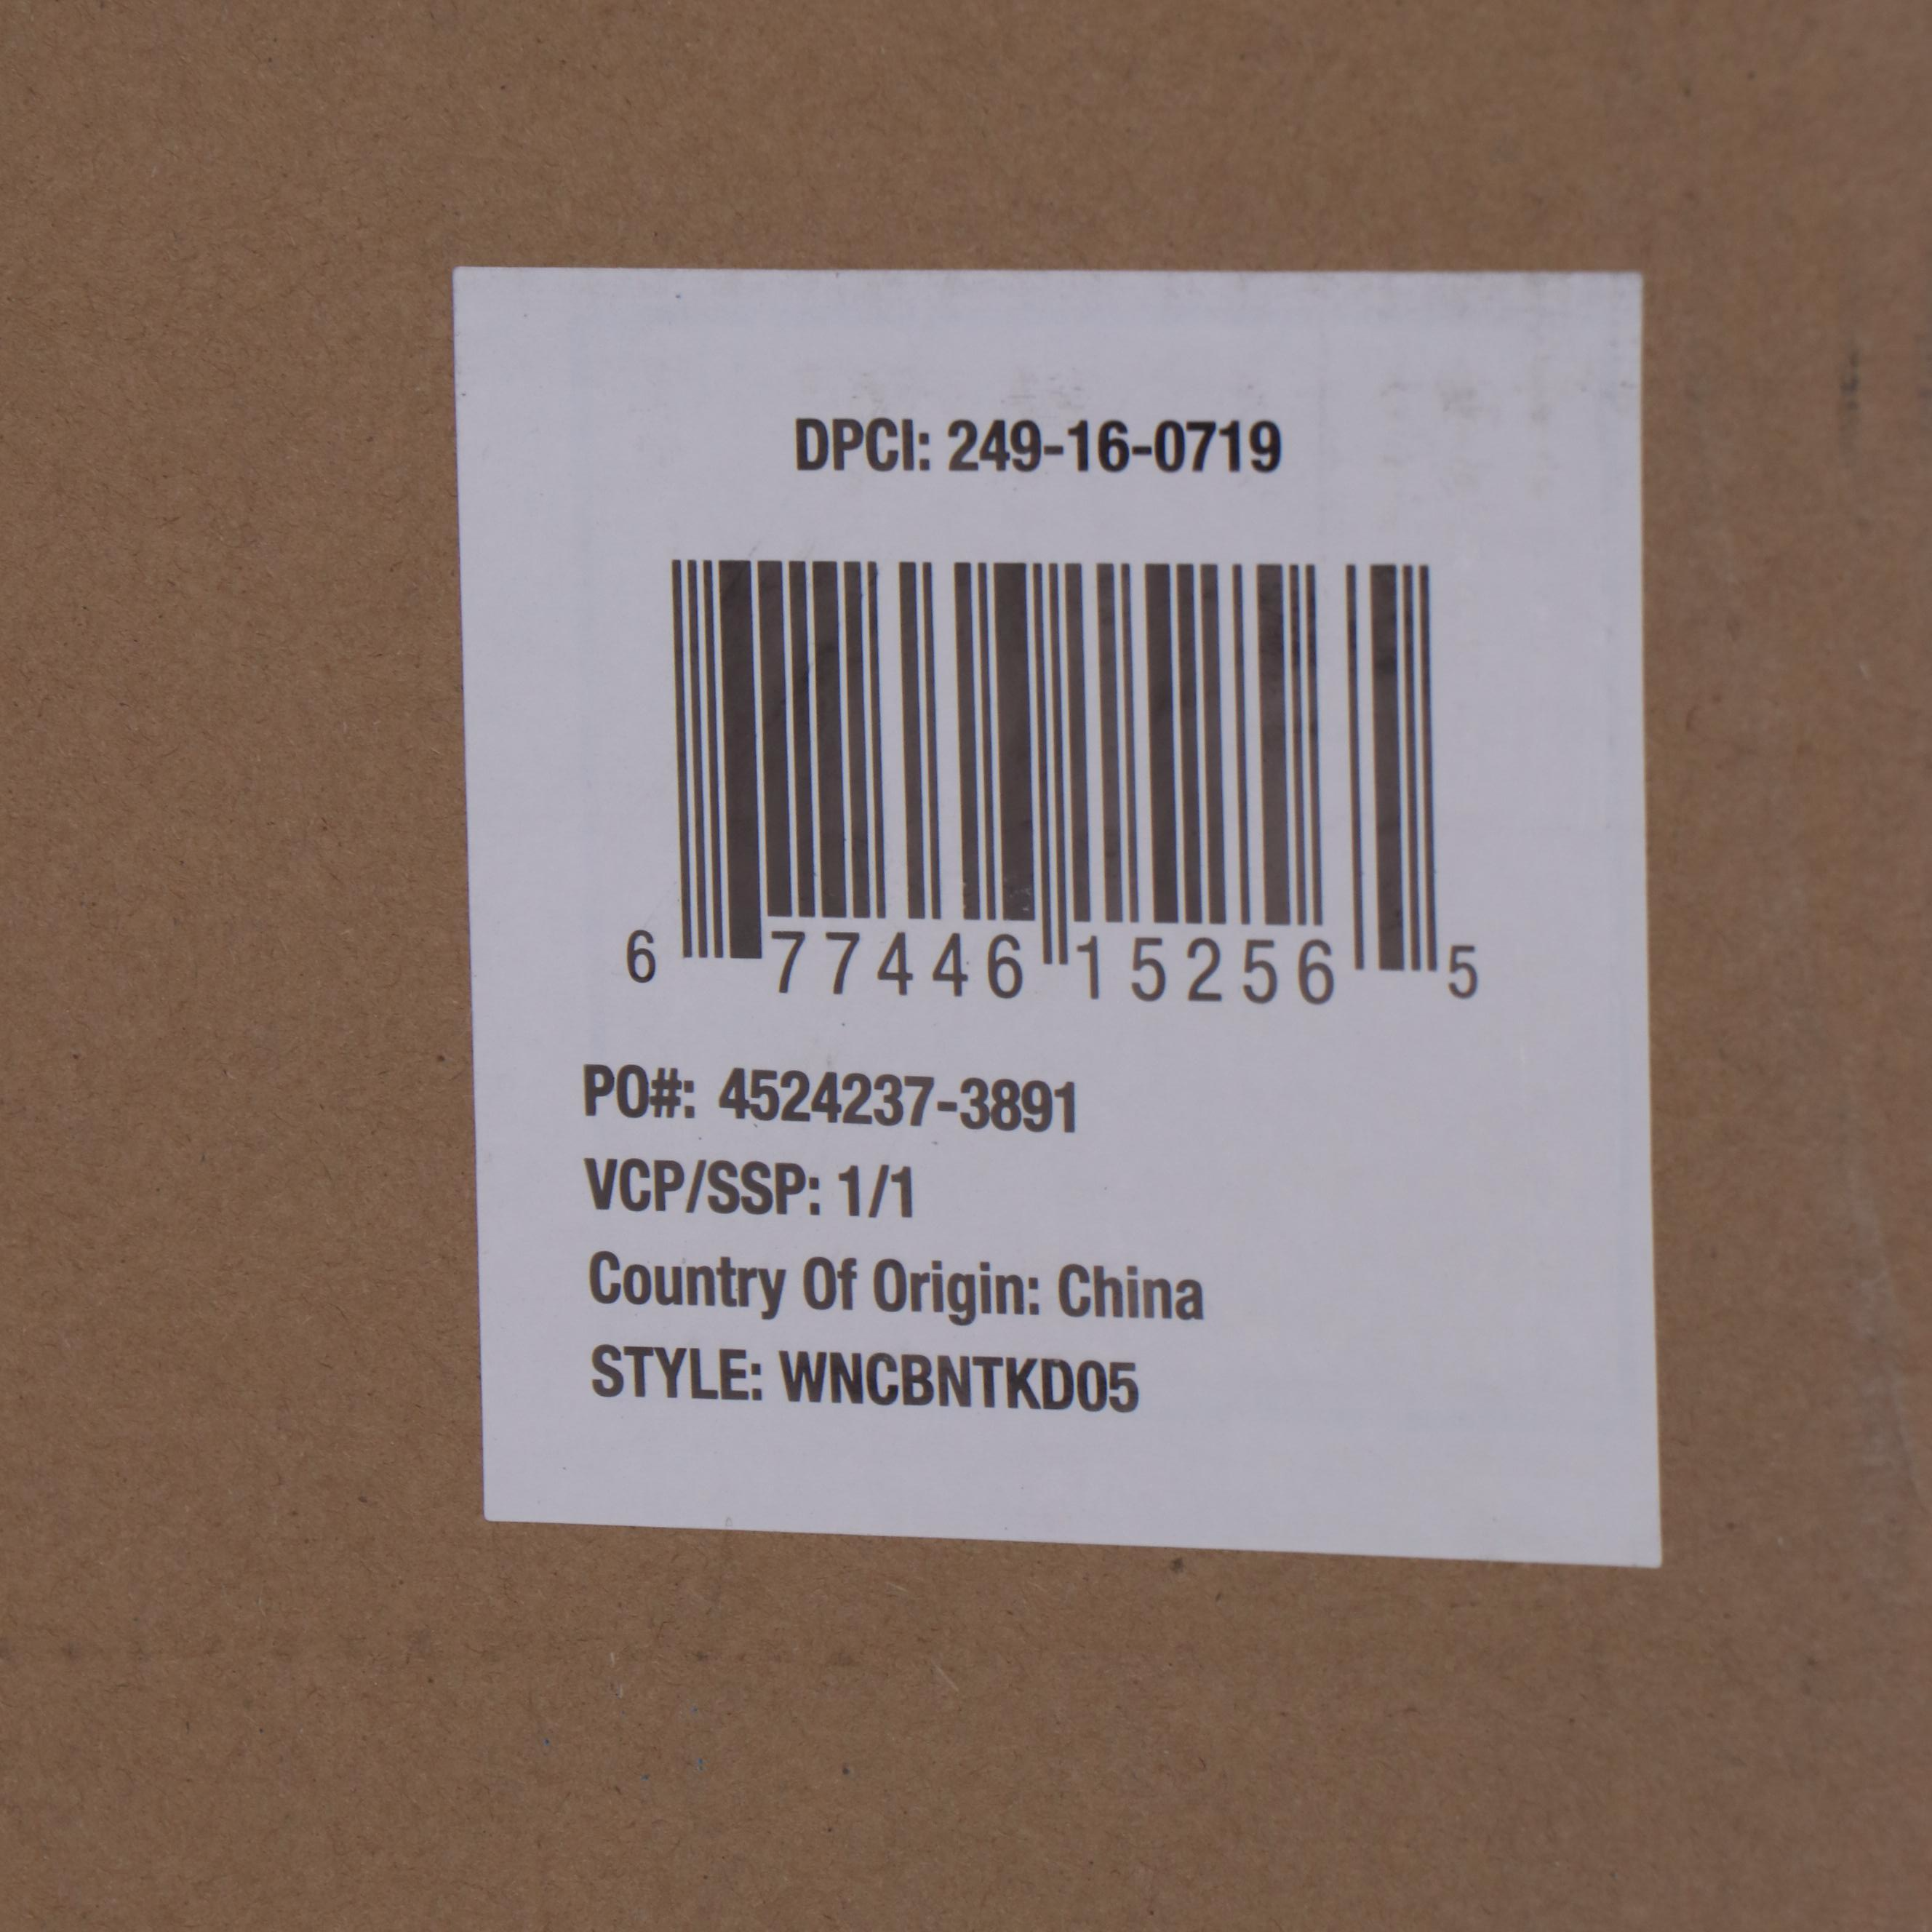 DPCI: 249-16-0719
6 77446 15256 5
PO#: 4524237-3891
VCP/SSP: 1/1
Country Of Origin: China
STYLE: WNCBNTKD05